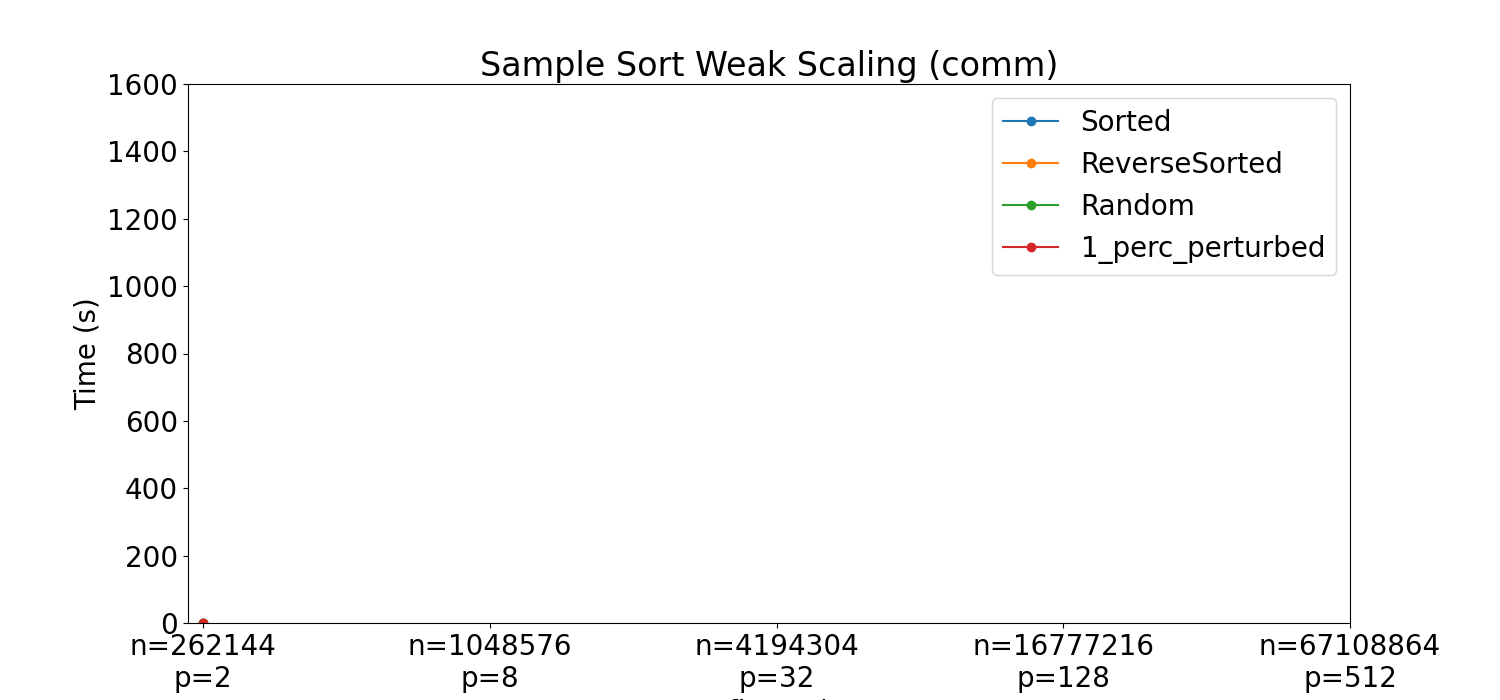 Sample Sort Weak Scaling (comm)
1600
1400
1200
1000
800
600
400
200
0
Time (s)
Sorted
ReverseSorted
Random
1_perc_perturbed
n=262144
p=2
n=1048576
p=8
n=4194304
p=32
n=16777216
p=128
n=67108864
p=512